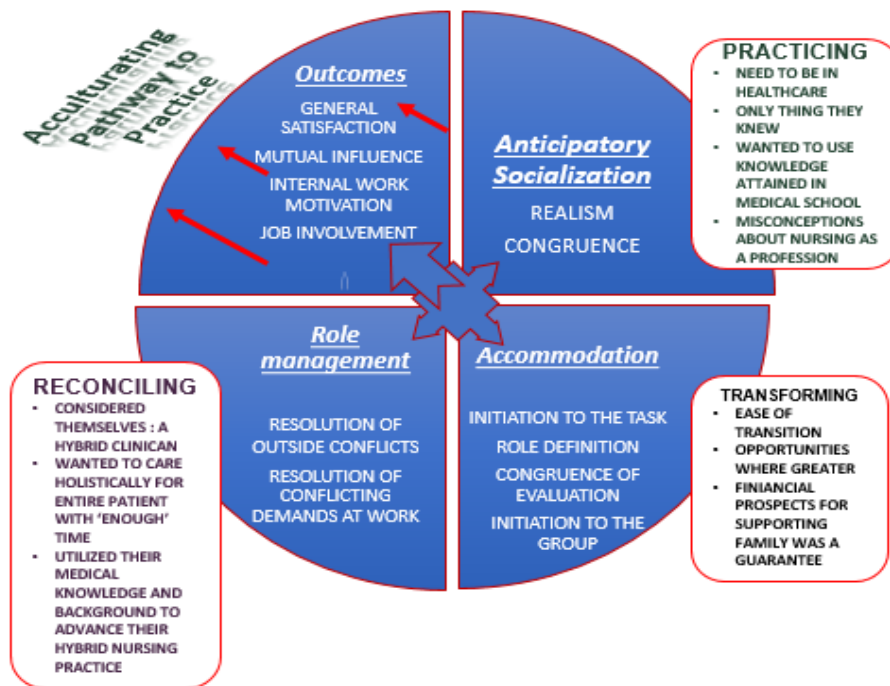 Acculturating
Pathway to
Practice
Outcomes
GENERAL
SATISFACTION
MUTUAL INFLUENCE
INTERNAL WORK
MOTIVATION
JOB INVOLVEMENT
Anticipatory
Socialization
REALISM
CONGRUENCE
PRACTICING
• NEED TO BE IN
HEALTHCARE
• ONLY THING THEY
KNEW
• WANTED TO USE
KNOWLEDGE
ATTAINED IN
MEDICAL SCHOOL
• MISCONCEPTIONS
ABOUT NURSING AS
A PROFESSION
Role
management
RESOLUTION OF
OUTSIDE CONFLICTS
RESOLUTION OF
CONFLICTING
DEMANDS AT WORK
Accommodation
INITIATION TO THE TASK
ROLE DEFINITION
CONGRUENCE OF
EVALUATION
INITIATION TO THE
GROUP
RECONCILING
• CONSIDERED
THEMSELVES : A
HYBRID CLINICAN
• WANTED TO CARE
HOLISTICALLY FOR
ENTIRE PATIENT
WITH ‘ENOUGH’
TIME
• UTILIZED THEIR
MEDICAL
KNOWLEDGE AND
BACKGROUND TO
ADVANCE THEIR
HYBRID NURSING
PRACTICE
TRANSFORMING
• EASE OF
TRANSITION
• OPPORTUNITIES
WHERE GREATER
• FINIANCIAL
PROSPECTS FOR
SUPPORTING
FAMILY WAS A
GUARANTEE